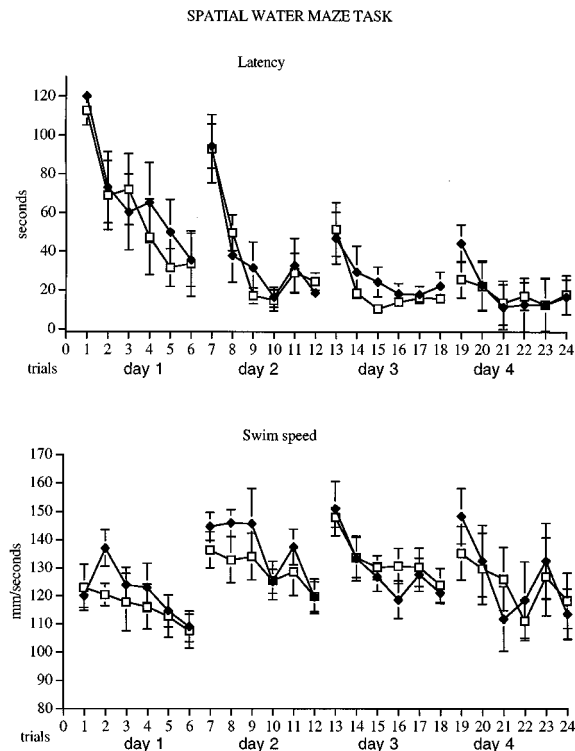 SPATIAL WATER MAZE TASK
Latency
120
100
80
60
40
20
0
seconds
0 1 2 3 4 5 6 7 8 9 10 11 12 13 14 15 16 17 18 19 20 21 22 23 24
trials day 1 day 2 day 3 day 4
Swim speed
170
160
150
140
130
120
110
100
90
80
mm/seconds
0 1 2 3 4 5 6 7 8 9 10 11 12 13 14 15 16 17 18 19 20 21 22 23 24
trials day 1 day 2 day 3 day 4